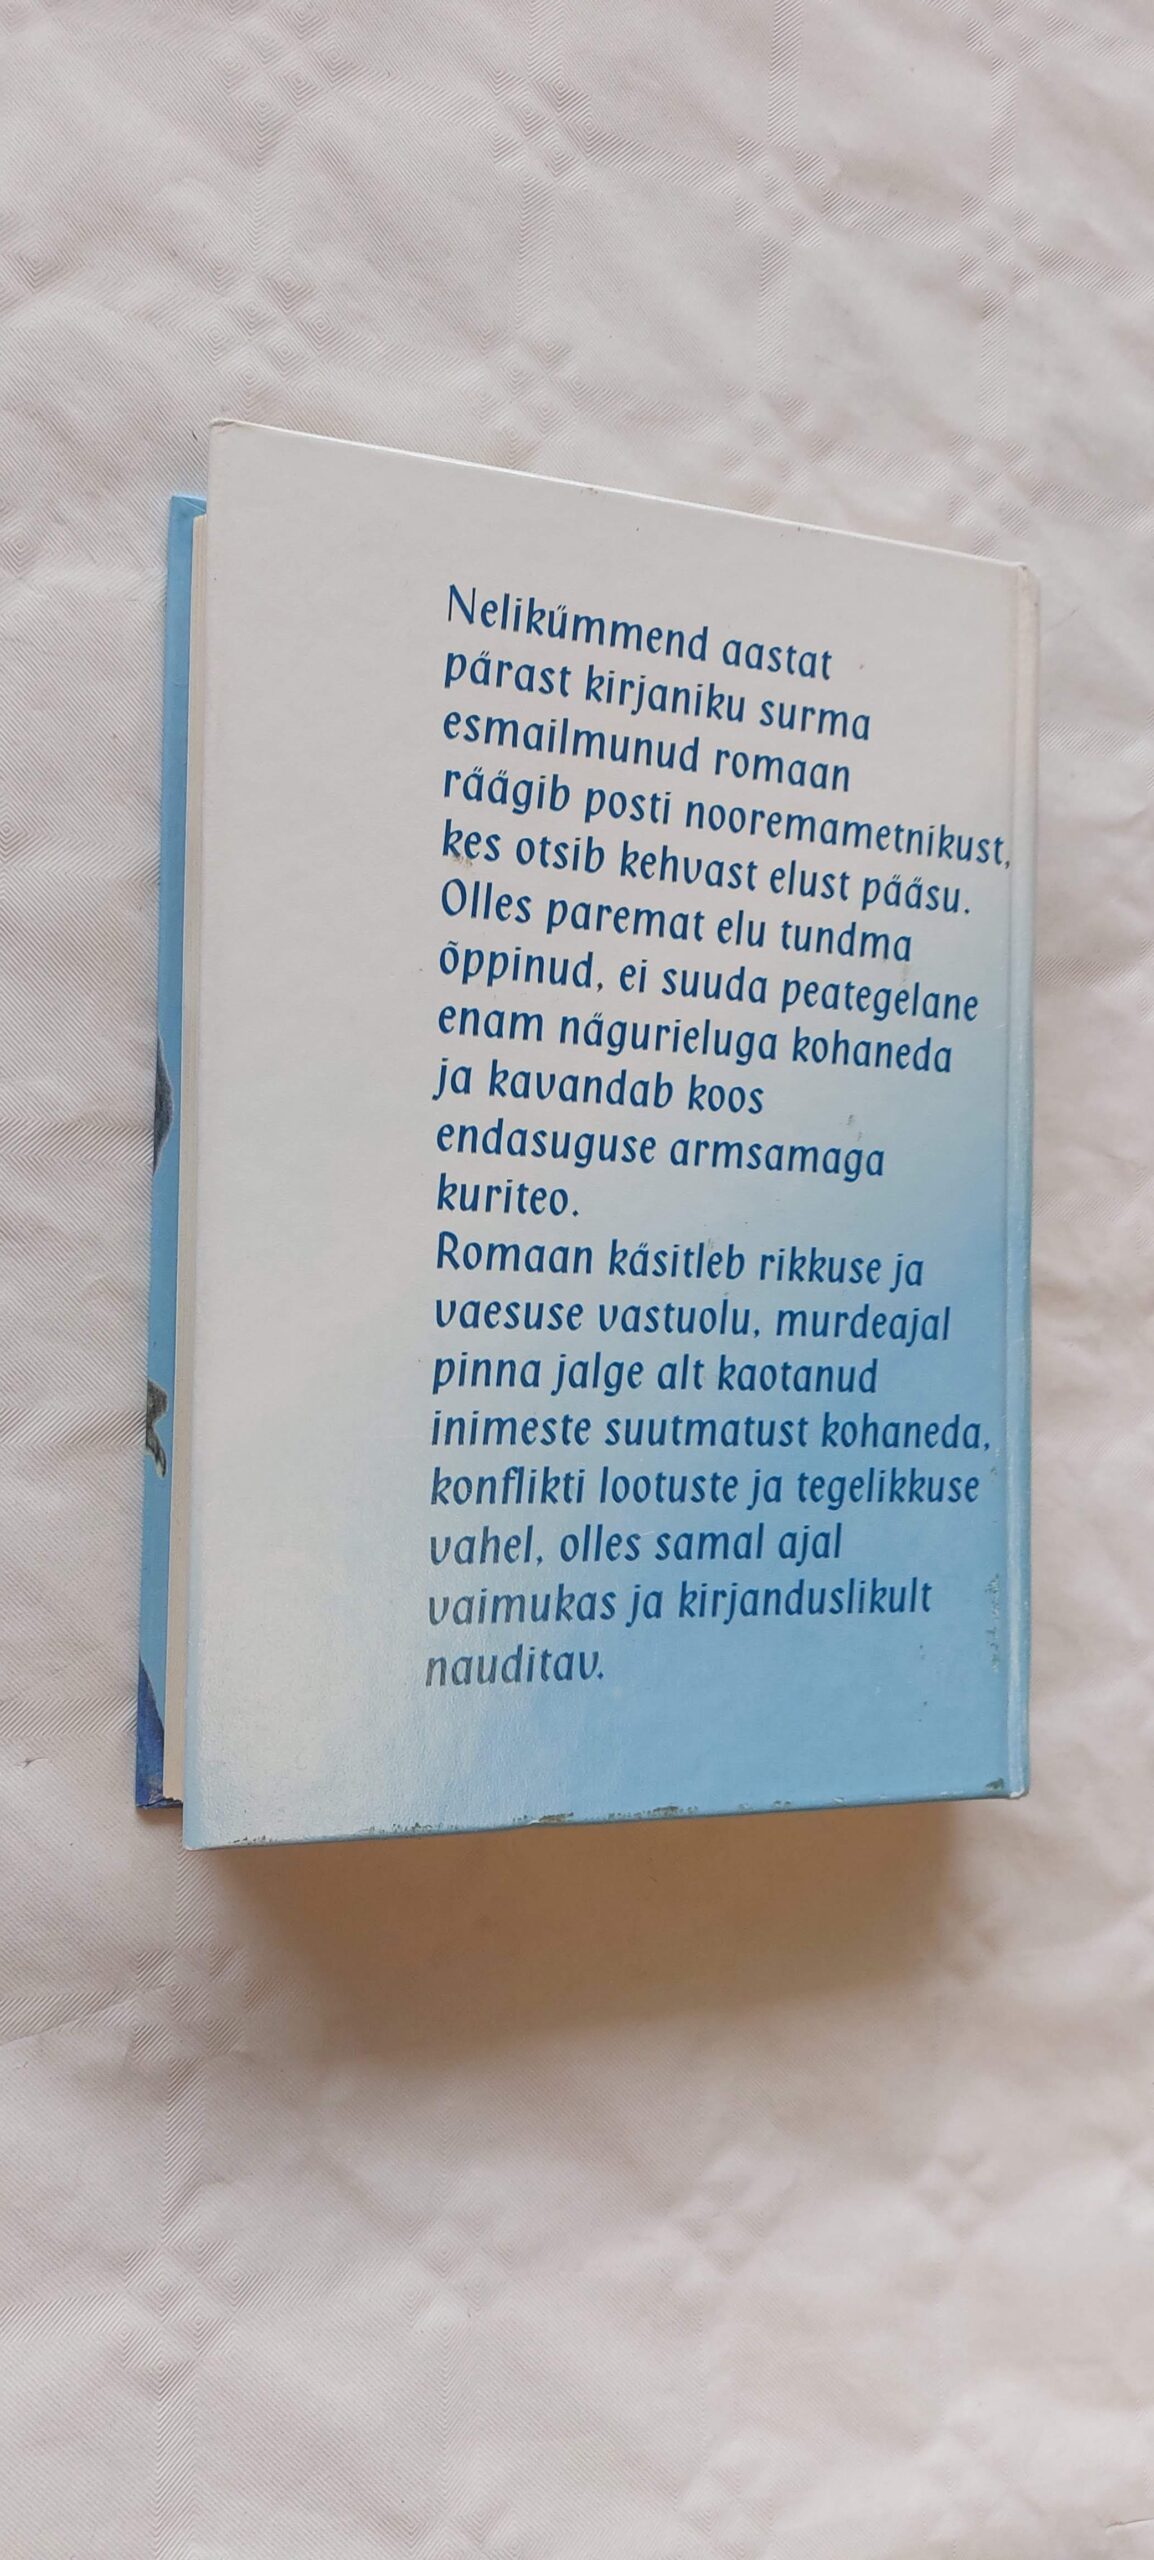 Nelikümmend aastat
pärast kirjaniku surma
esmailmunud romaan
räägib posti nooremametnikust,
kes otsib kehvast elust pääsu.
Olles paremat elu tundma
õppinud, ei suuda peategelane
enam nägurieluga kohaneda
ja kavandab koos
endasuguse armsamaga
kuriteo.
Romaan käsitleb rikkuse ja
vaesuse vastuolu, murdeajal
pinna jalge alt kaotanud
inimeste suutmatust kohaneda,
konflikti lootuste ja tegelikkuse
vahel, olles samal ajal
vaimukas ja kirjanduslikult
nauditav.